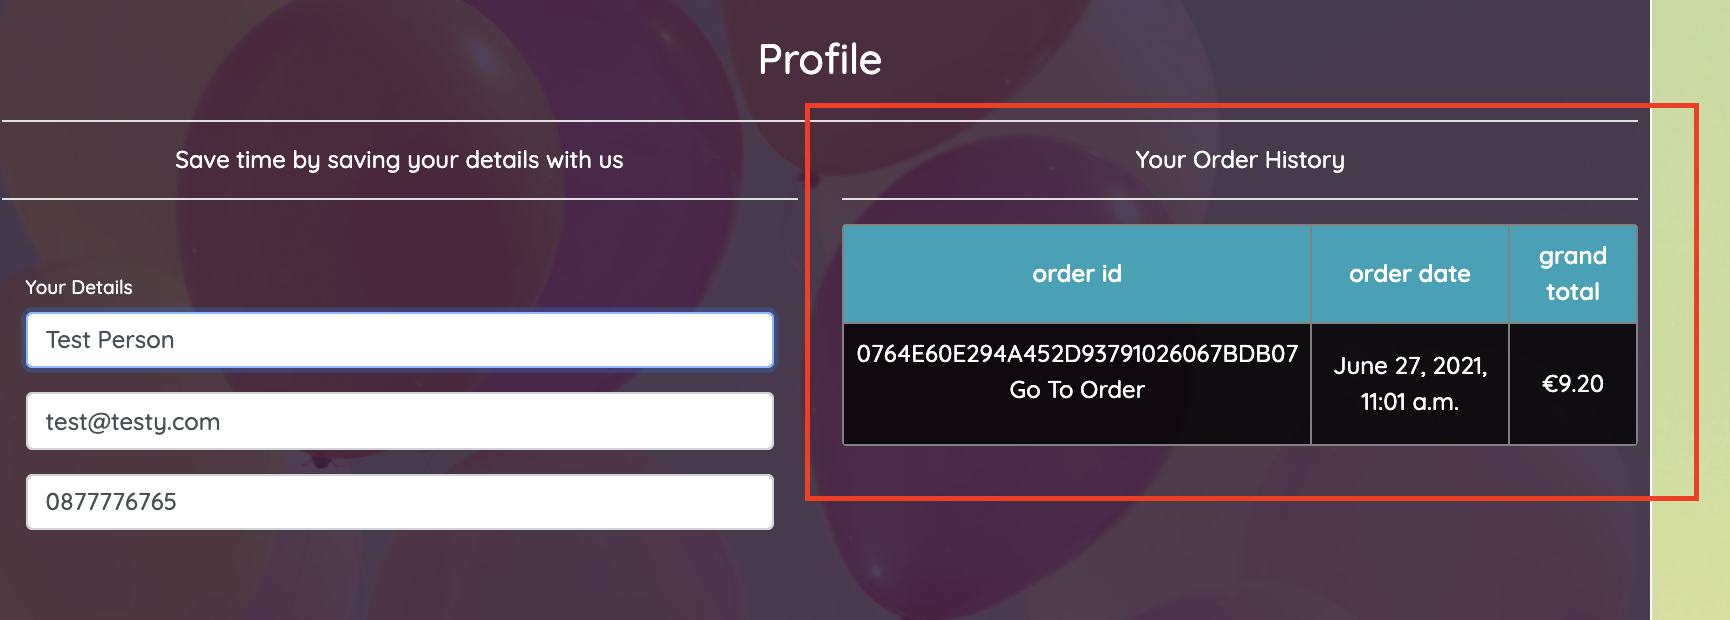 Profile
Save time by saving your details with us
Your Details
Test Person
test@testy.com
0877776765
Your Order History
order id
order date
grand
total
0764E60E294A452D93791026067BDB07
Go To Order
June 27, 2021,
11:01 a.m.
€9.20